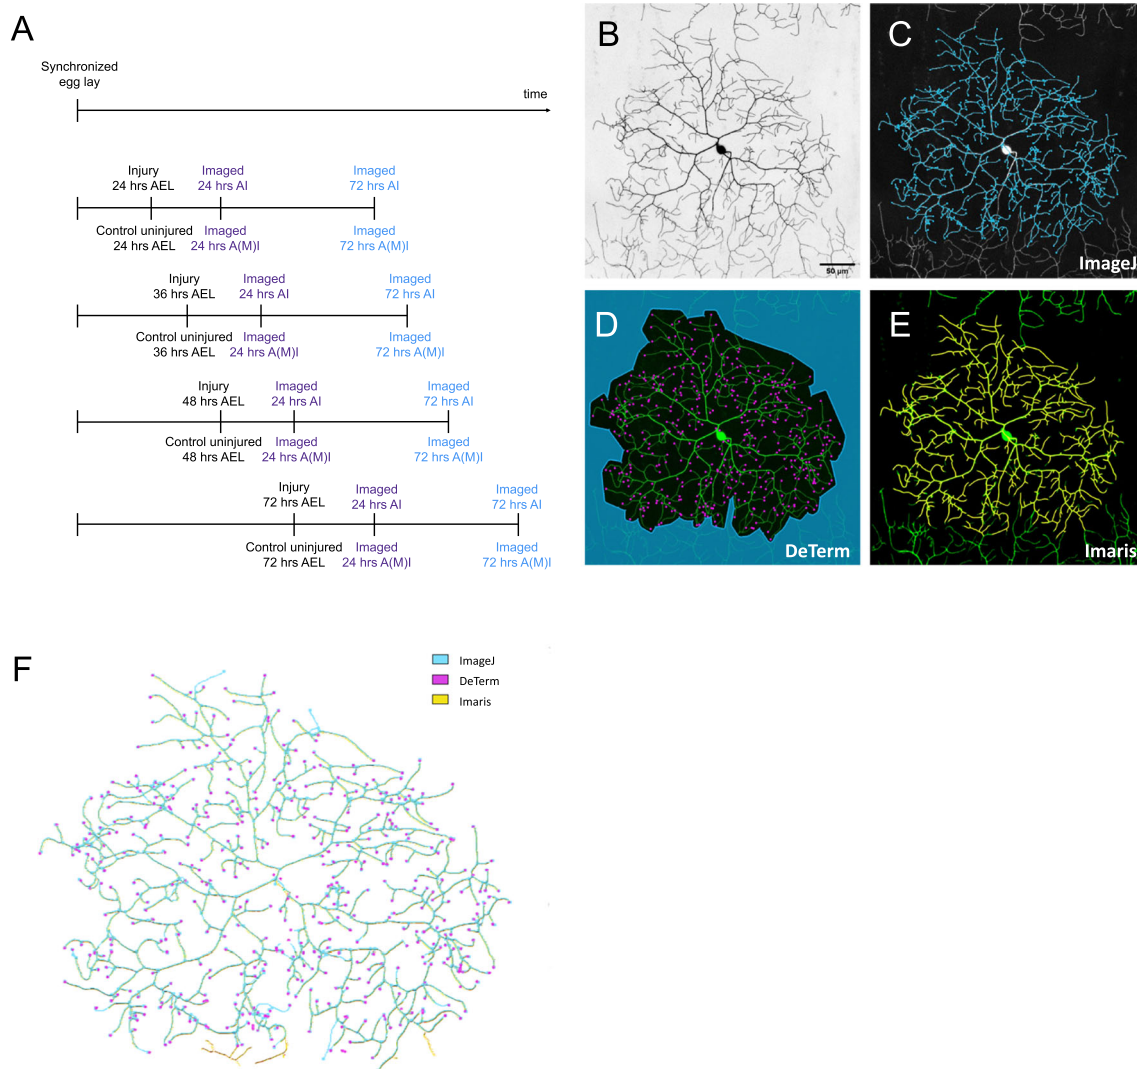 A
Synchronized
egg lay
time
Injury
24 hrs AEL
Imaged
24 hrs AI
Imaged
72 hrs AI
Control uninjured
24 hrs AEL
Imaged
24 hrs A(M)I
Imaged
72 hrs A(M)I
Injury
36 hrs AEL
Imaged
24 hrs AI
Imaged
72 hrs AI
Control uninjured
36 hrs AEL
Imaged
24 hrs A(M)I
Imaged
72 hrs A(M)I
Injury
48 hrs AEL
Imaged
24 hrs AI
Imaged
72 hrs AI
Control uninjured
48 hrs AEL
Imaged
24 hrs A(M)I
Imaged
72 hrs A(M)I
Injury
72 hrs AEL
Imaged
24 hrs AI
Imaged
72 hrs AI
Control uninjured
72 hrs AEL
Imaged
24 hrs A(M)I
Imaged
72 hrs A(M)I
B
50 µm
C
ImageJ
D
DeTerm
E
Imaris
F
ImageJ
DeTerm
Imaris